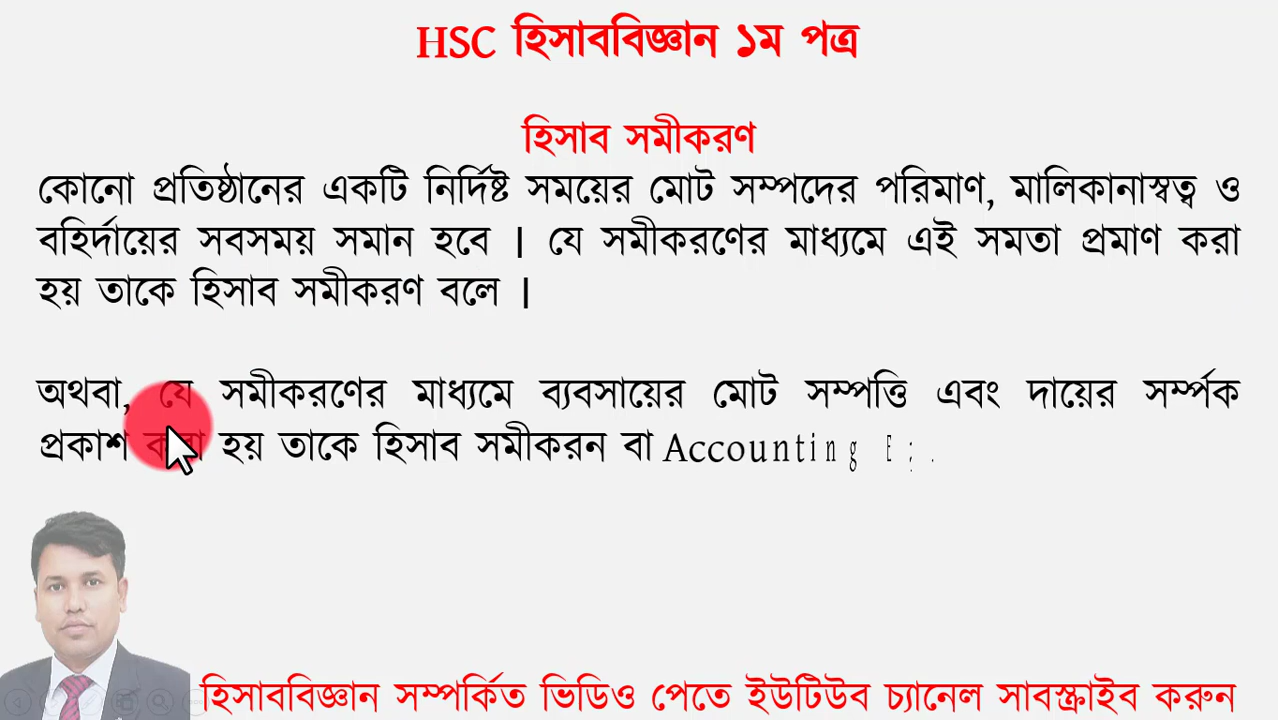 HSC হিসাববিজ্ঞান ১ম পত্র
হিসাব সমীকরণ
কোনো প্রতিষ্ঠানের একটি নির্দিষ্ট সময়ের মোট সম্পদের পরিমাণ, মালিকানাস্বত্ব ও
বহির্দায়ের সবসময় সমান হবে । যে সমীকরণের মাধ্যমে এই সমতা প্রমাণ করা
হয় তাকে হিসাব সমীকরণ বলে ।
অথবা, যে সমীকরণের মাধ্যমে ব্যবসায়ের মোট সম্পত্তি এবং দায়ের সর্ম্পক
প্রকাশ করা হয় তাকে হিসাব সমীকরন বা Accounting
হিসাববিজ্ঞান সম্পর্কিত ভিডিও পেতে ইউটিউব চ্যানেল সাবস্ক্রাইব করুন